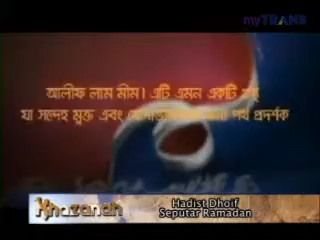 myTRANS
আলীফ লাম মীম। এটি এমন একটি
যা সন্দেহ মুক্ত এবং পথ প্রদর্শক
Khazanah
Hadist Dhoif
Seputar Ramadan